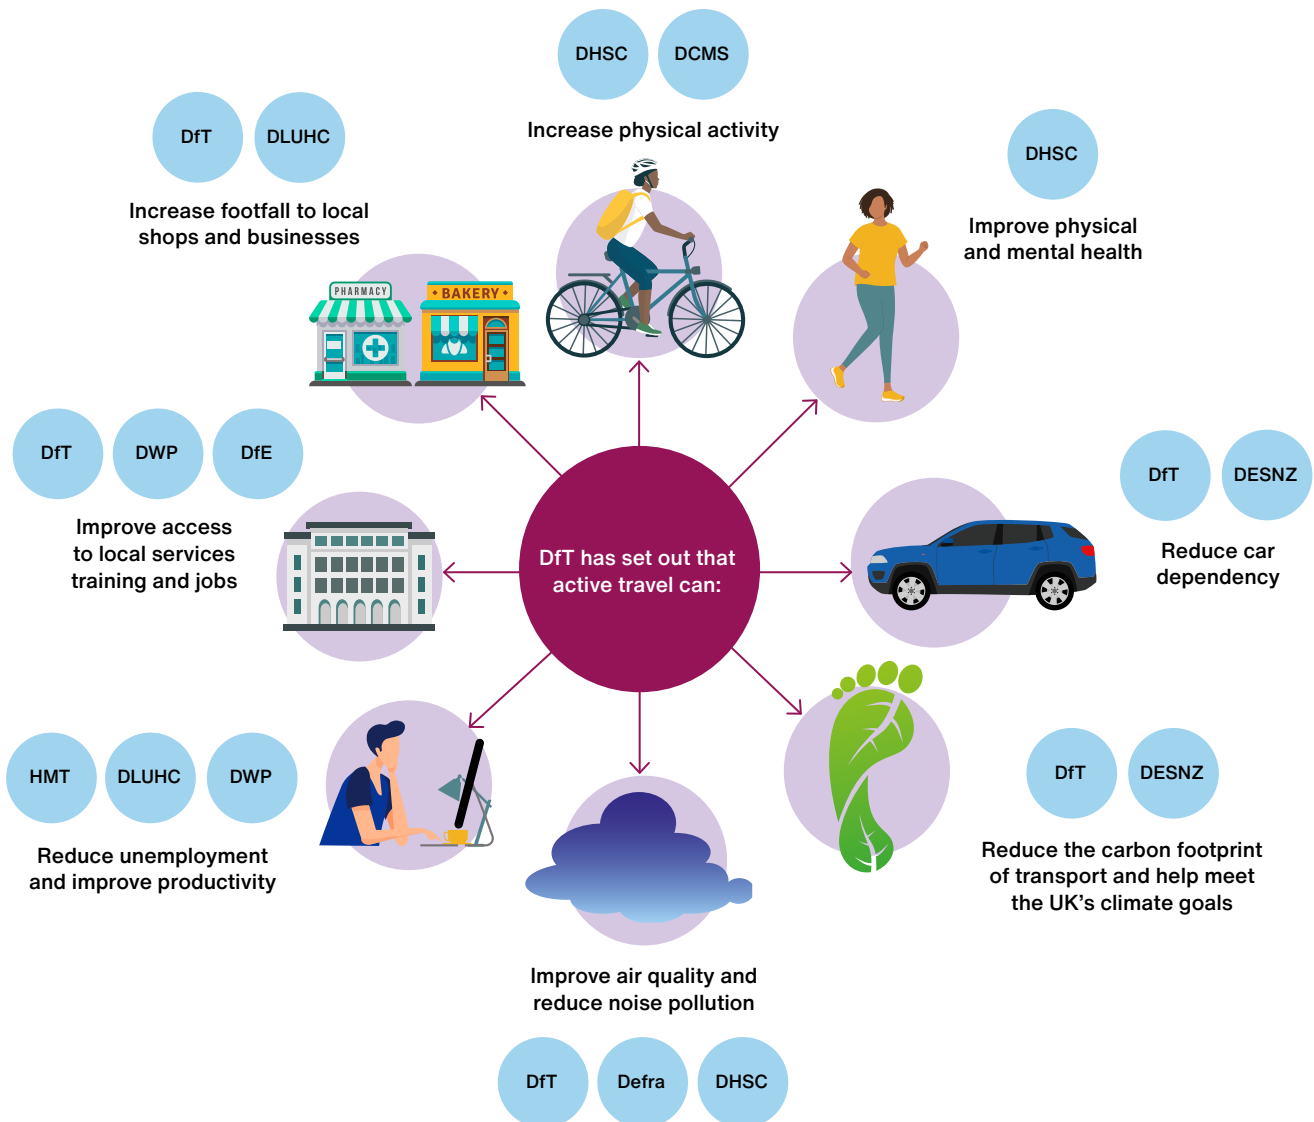 DHSC DCMS
Increase physical activity
DHSC
Improve physical
and mental health
DfT DESNZ
Reduce car
dependency
DfT DESNZ
Reduce the carbon footprint
of transport and help meet
the UK’s climate goals
Improve air quality and
reduce noise pollution
DfT Defra DHSC
HMT DLUHC DWP
Reduce unemployment
and improve productivity
DfT DWP DfE
Improve access
to local services
training and jobs
DfT DLUHC
Increase footfall to local
shops and businesses
PHARMACY
BAKERY
DfT has set out that
active travel can: